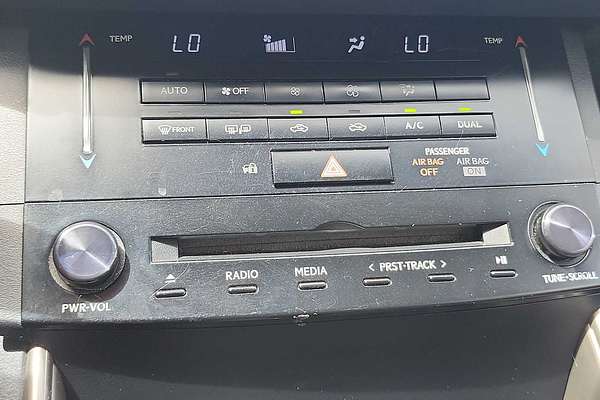 TEMP LO LO TEMP
AUTO OFF
FRONT A/C DUAL
PASSENGER
AIR BAG OFF AIR BAG ON
RADIO MEDIA < PRST·TRACK >
PWR·VOL TUNE·SCROLL